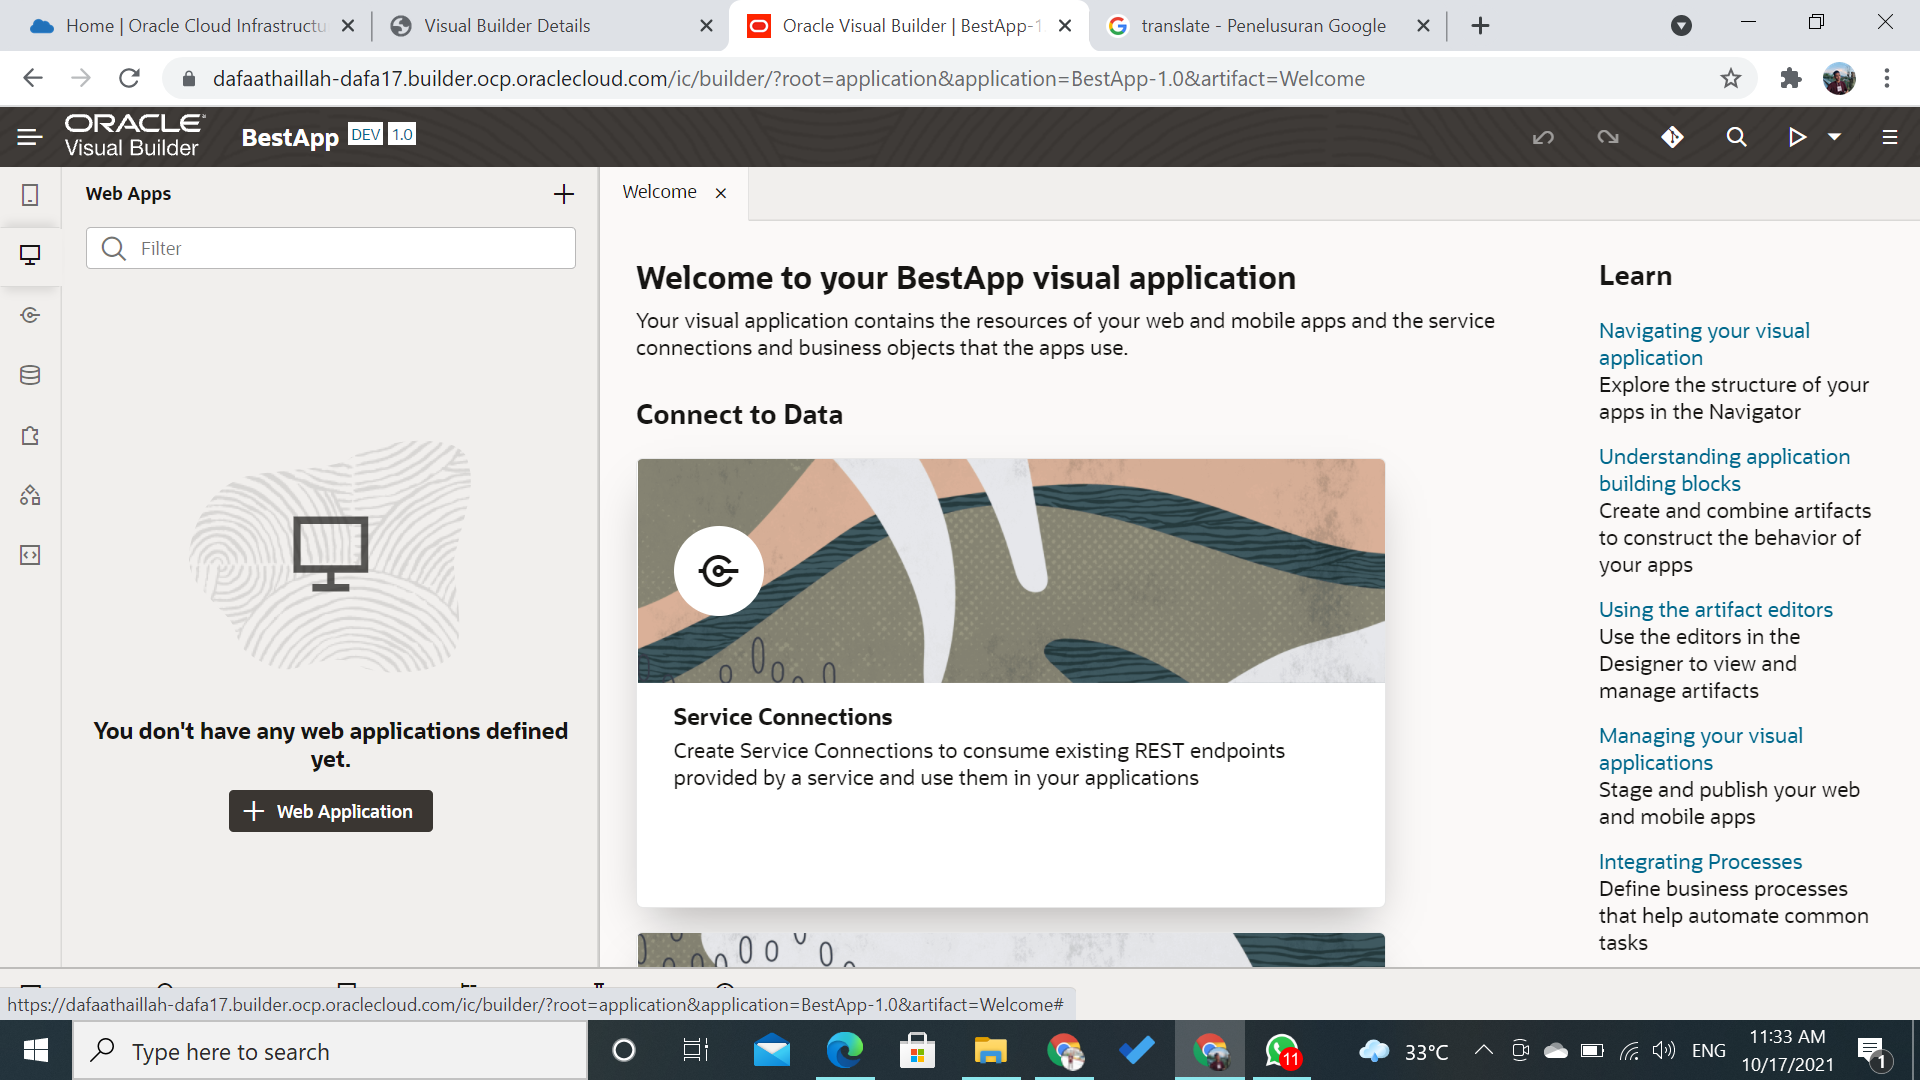 Home | Oracle Cloud Infrastructu
Visual Builder Details
Oracle Visual Builder | BestApp-1
translate - Penelusuran Google
dafaathaillah-dafa17.builder.ocp.oraclecloud.com/ic/builder/?root=application&application=BestApp-1.0&artifact=Welcome
ORACLE
Visual Builder
BestApp DEV 1.0
Web Apps
Filter
You don't have any web applications defined
yet.
Web Application
Welcome
Welcome to your BestApp visual application
Your visual application contains the resources of your web and mobile apps and the service
connections and business objects that the apps use.
Connect to Data
Service Connections
Create Service Connections to consume existing REST endpoints
provided by a service and use them in your applications
Learn
Navigating your visual
application
Explore the structure of your
apps in the Navigator
Understanding application
building blocks
Create and combine artifacts
to construct the behavior of
your apps
Using the artifact editors
Use the editors in the
Designer to view and
manage artifacts
Managing your visual
applications
Stage and publish your web
and mobile apps
Integrating Processes
Define business processes
that help automate common
tasks
https://dafaathaillah-dafa17.builder.ocp.oraclecloud.com/ic/builder/?root=application&application=BestApp-1.0&artifact=Welcome#
Type here to search
11
33°C
ENG
11:33 AM
10/17/2021
1